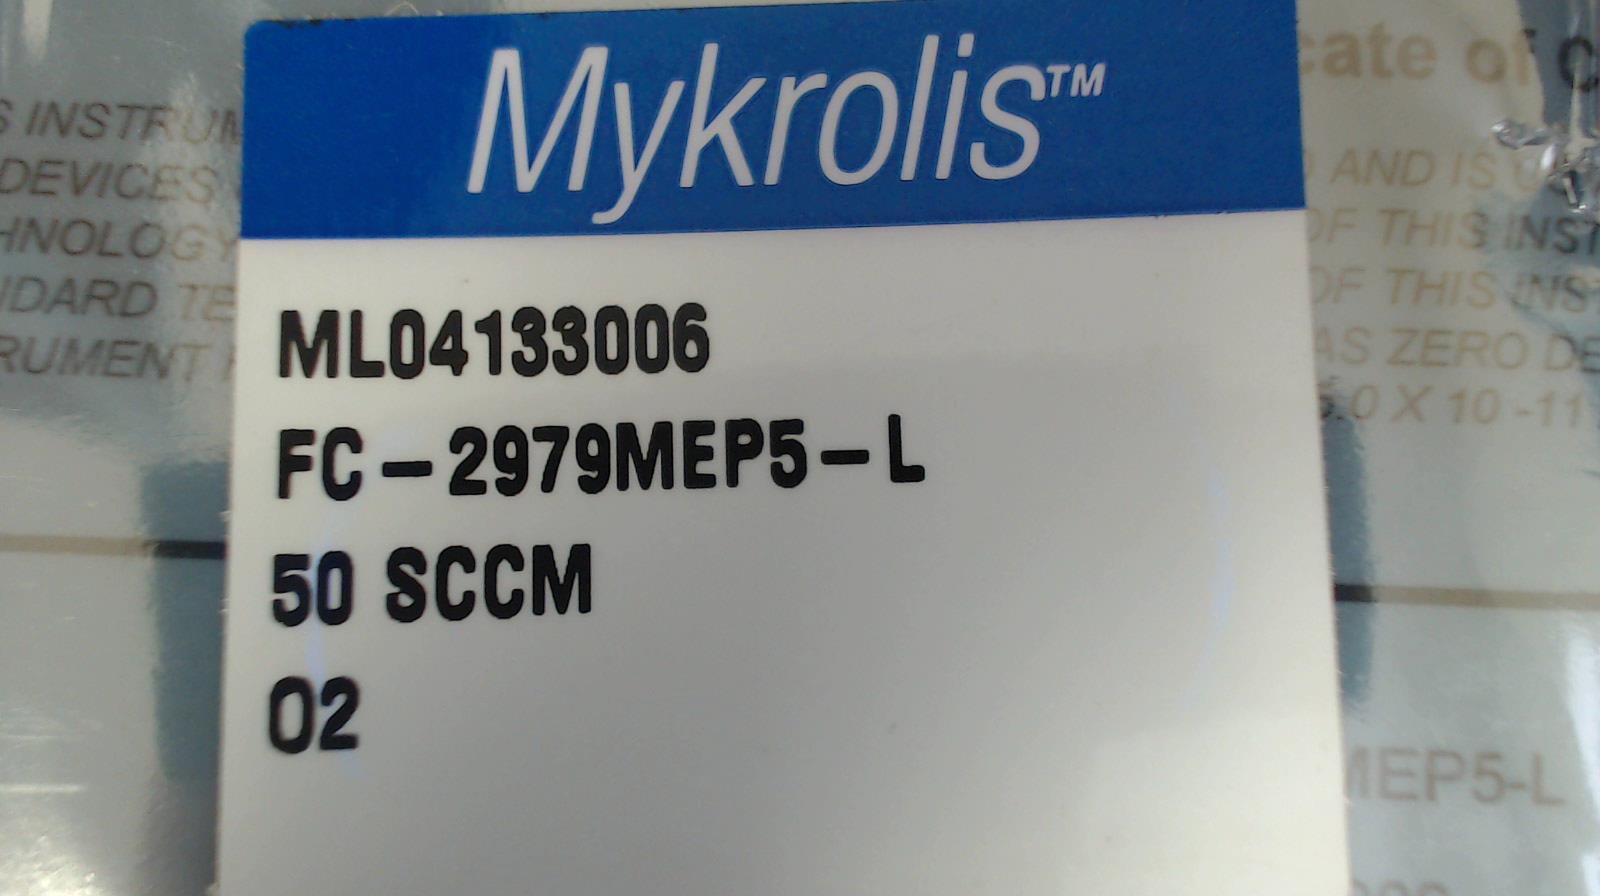 Mykrolis™
ML04133006
FC-2979MEP5-L
50 SCCM
O2
cate of
INSTRUM
DEVICES
HNOLOGY
NDARD TE
RUMENT
AND IS
OF THIS INST
OF THIS INST
AS ZERO DE
.0 X 10 -11
MEP5-L